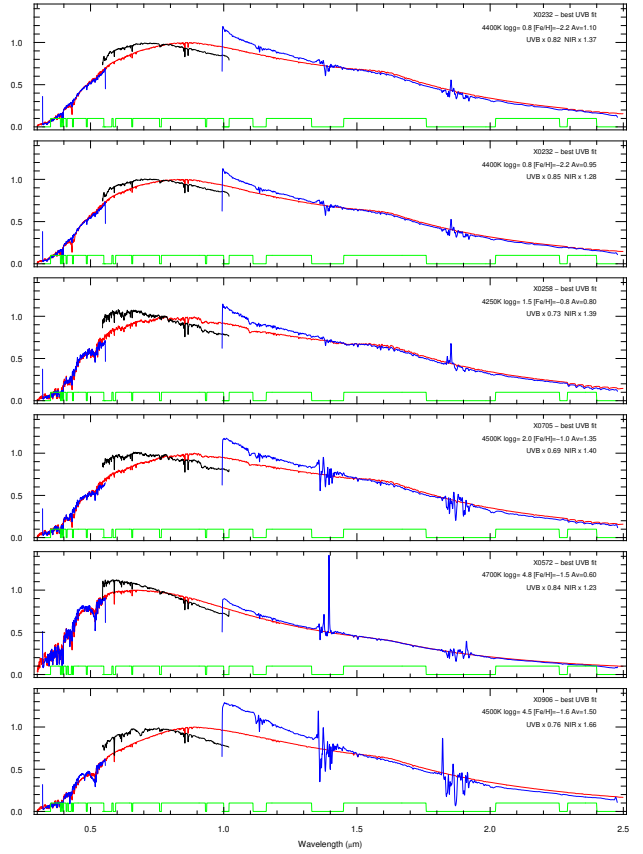 X0232 − best UVB fit
4400K logg= 0.8 [Fe/H]=−2.2 Av=1.10
UVB x 0.82 NIR x 1.37
1.0
0.5
0.0
X0232 − best UVB fit
4400K logg= 0.8 [Fe/H]=−2.2 Av=0.95
UVB x 0.85 NIR x 1.28
1.0
0.5
0.0
X0258 − best UVB fit
4250K logg= 1.5 [Fe/H]=−0.8 Av=0.80
UVB x 0.73 NIR x 1.39
1.0
0.5
0.0
X0705 − best UVB fit
4500K logg= 2.0 [Fe/H]=−1.0 Av=1.35
UVB x 0.69 NIR x 1.40
1.0
0.5
0.0
X0572 − best UVB fit
4700K logg= 4.8 [Fe/H]=−1.5 Av=0.60
UVB x 0.84 NIR x 1.23
1.0
0.5
0.0
X0906 − best UVB fit
4500K logg= 4.5 [Fe/H]=−1.6 Av=1.50
UVB x 0.76 NIR x 1.66
1.0
0.5
0.0
0.5 1.0 1.5 2.0 2.5
Wavelength (μm)